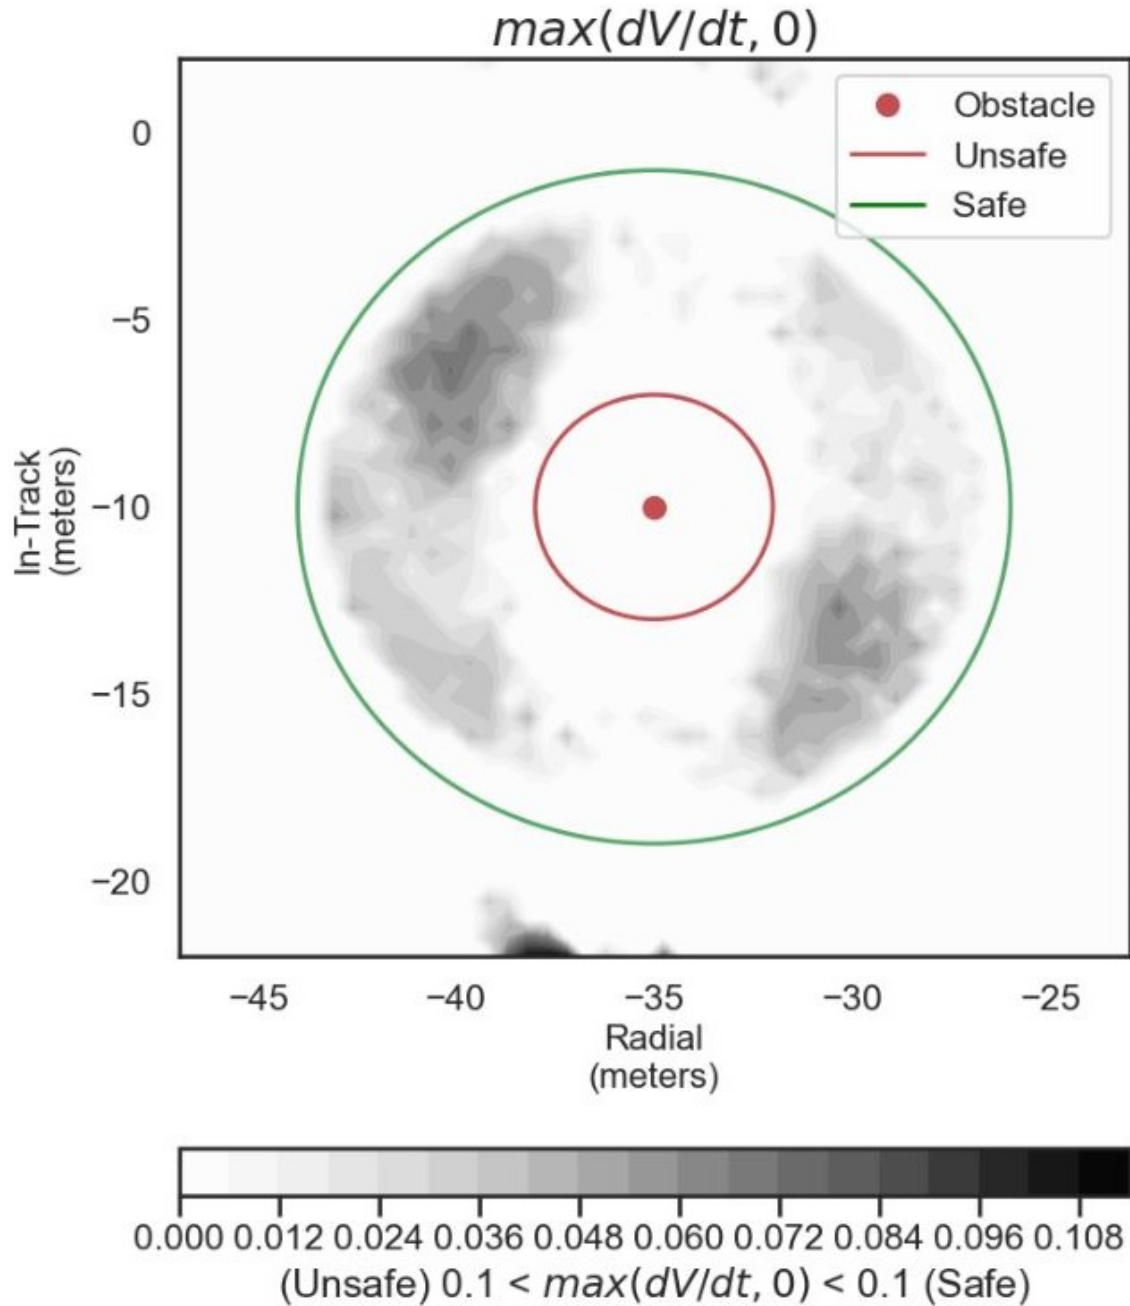 max(dV/dt, 0)
Obstacle
Unsafe
Safe
0
−5
−10
−15
−20
In-Track
(meters)
−45 −40 −35 −30 −25
Radial
(meters)
0.000 0.012 0.024 0.036 0.048 0.060 0.072 0.084 0.096 0.108
(Unsafe) 0.1 < max(dV/dt, 0) < 0.1 (Safe)